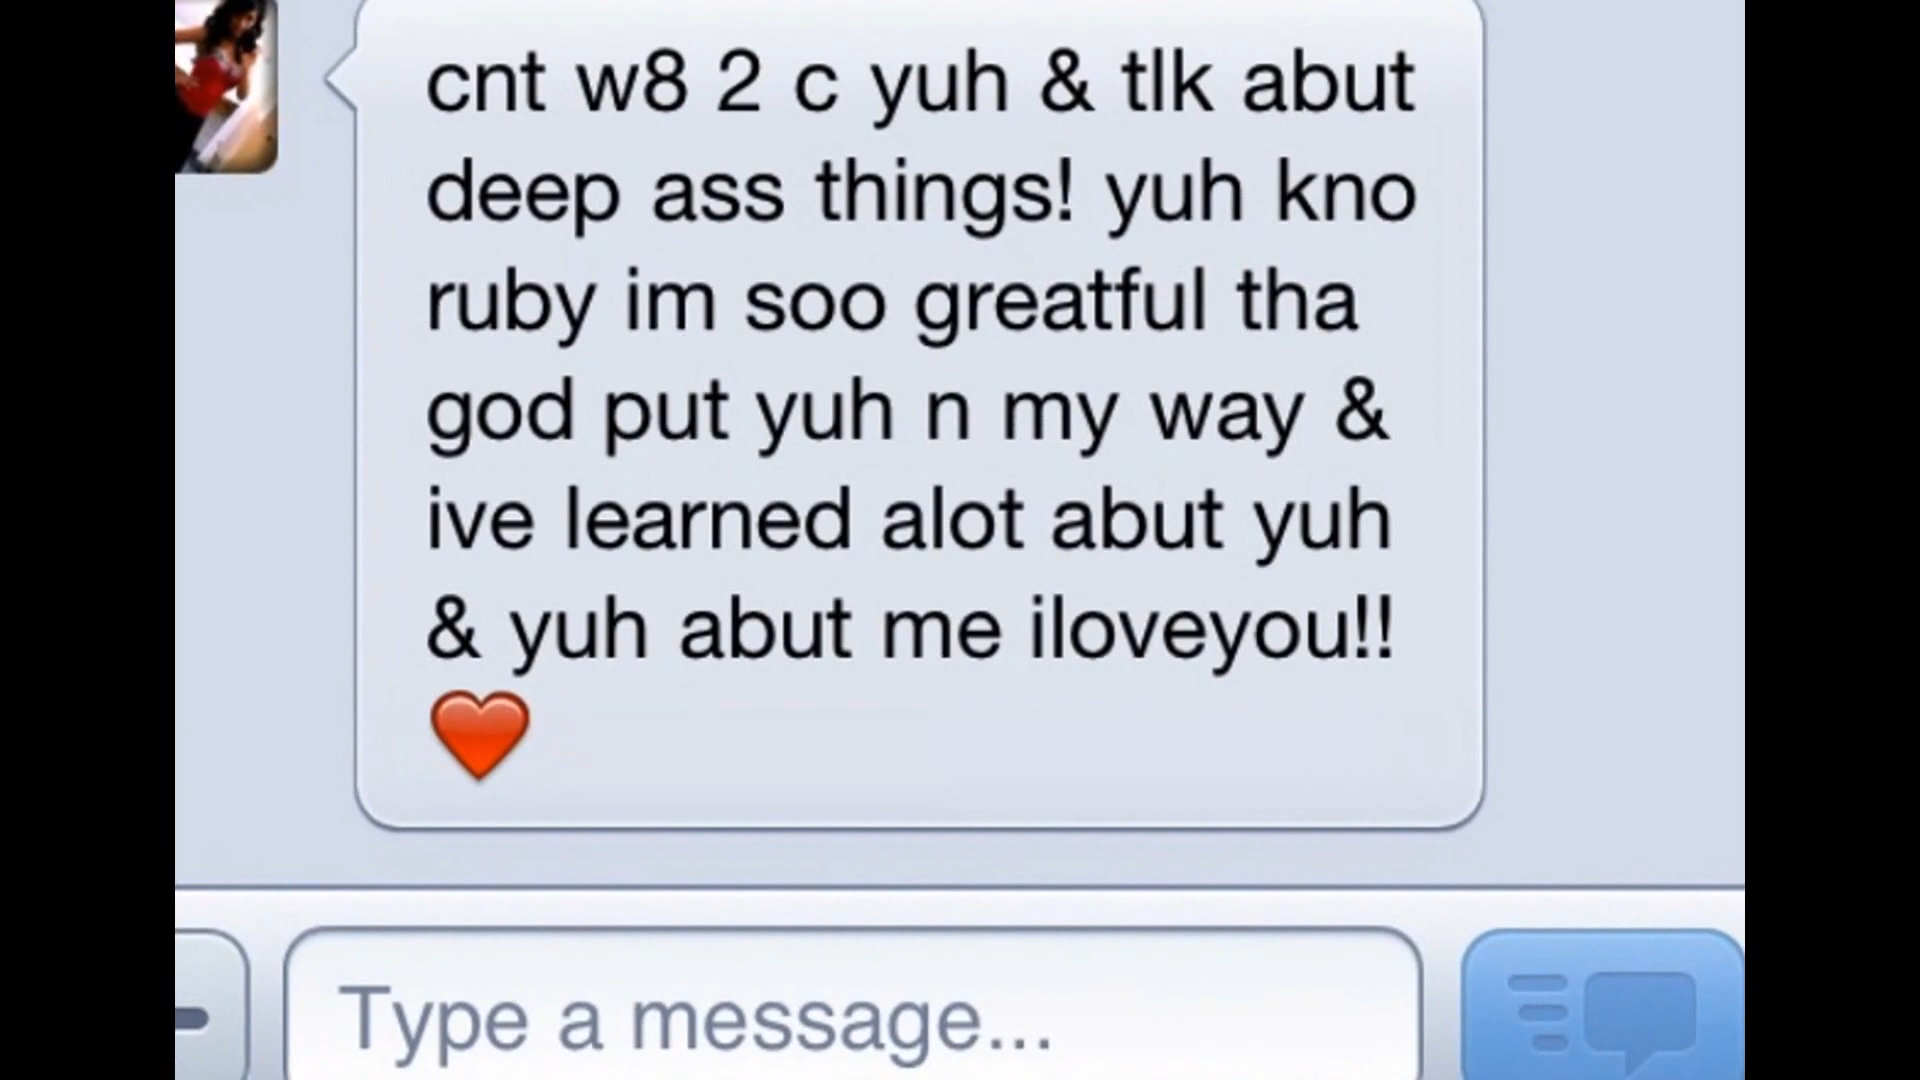 cnt w8 2 c yuh & tlk abut
deep ass things! yuh kno
ruby im soo greatful tha
god put yuh n my way &
ive learned alot abut yuh
& yuh abut me iloveyou!!
❤️
Type a message...